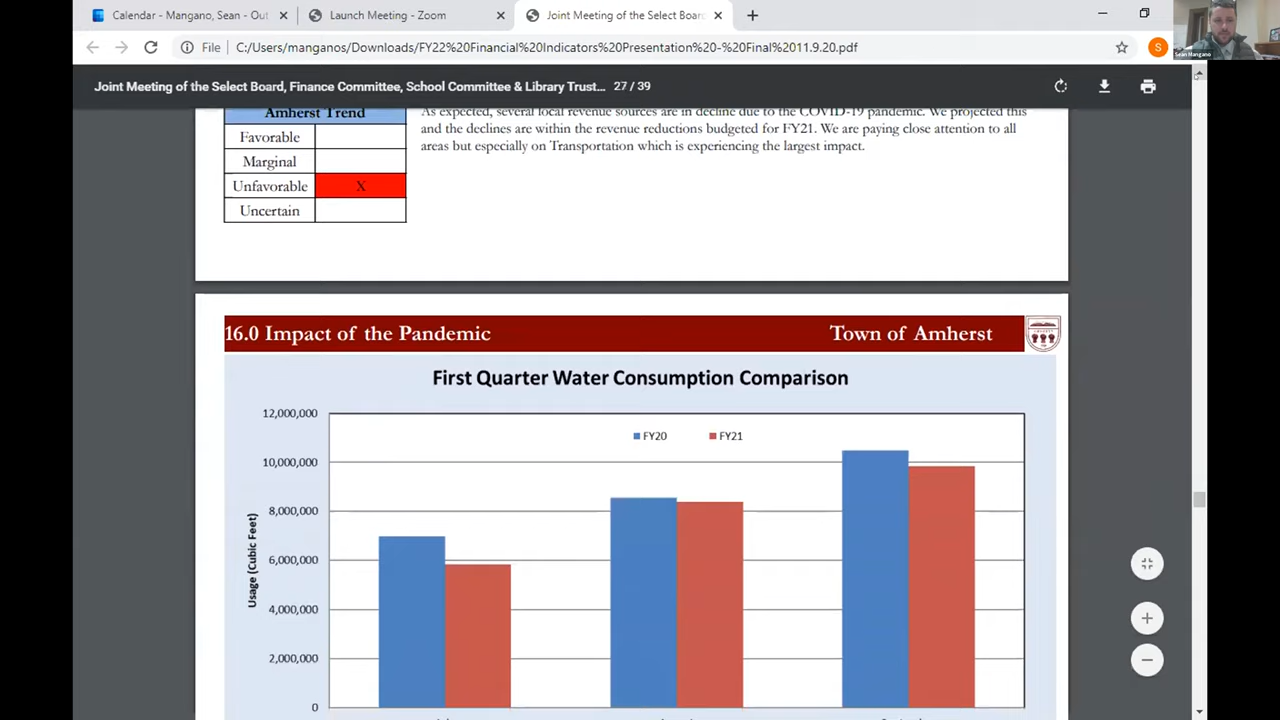 Calendar - Mangano, Sean - Out
Launch Meeting - Zoom
Joint Meeting of the Select Board
File
C:/Users/manganos/Downloads/FY22%20Financial%20Indicators%20Presentation%20-%20Final%2011.9.20.pdf
S
Sean Mangano
Joint Meeting of the Select Board, Finance Committee, School Committee & Library Trust... 27 / 39
Amherst Trend
Favorable
Marginal
Unfavorable X
Uncertain
As expected, several local revenue sources are in decline due to the COVID-19 pandemic. We projected this
and the declines are within the revenue reductions budgeted for FY21. We are paying close attention to all
areas but especially on Transportation which is experiencing the largest impact.
16.0 Impact of the Pandemic
Town of Amherst
First Quarter Water Consumption Comparison
FY20 FY21
Usage (Cubic Feet)
12,000,000
10,000,000
8,000,000
6,000,000
4,000,000
2,000,000
0